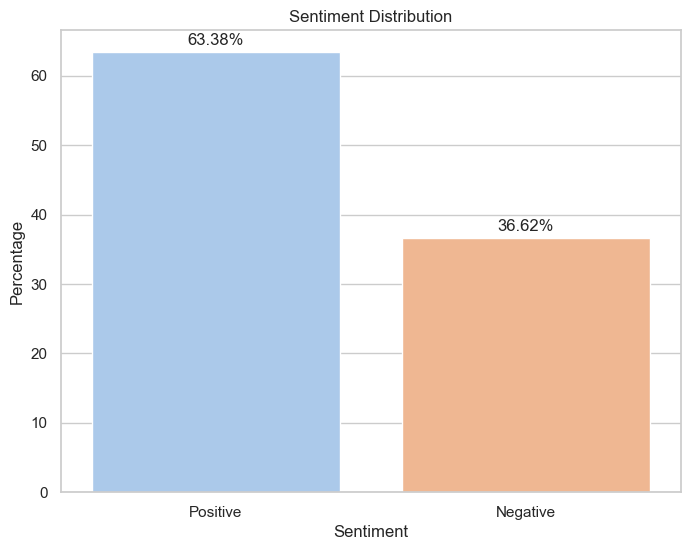 Sentiment Distribution
63.38%
36.62%
Percentage
60
50
40
30
20
10
0
Positive Negative
Sentiment